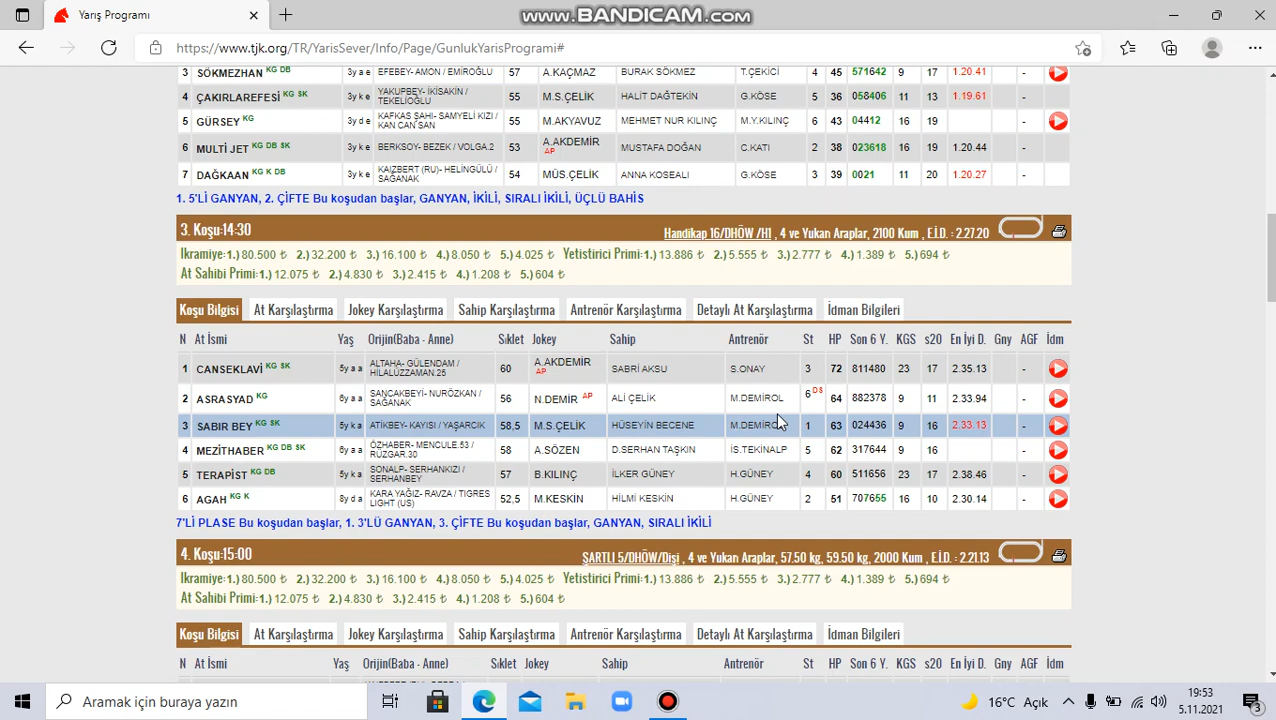 Yarış Programı
www.BANDICAM.com
https://www.tjk.org/TR/YarisSever/Info/Page/GunlukYarisProgrami#
3 SÖKMEZHAN KG DB 3y a EFEBEY- AMON / EMİROĞLU 57 A.KAÇMAZ BURAK SÖKMEZ T.ÇEKİCİ 4 45 571642 9 17 1.20.41 -
4 ÇAKIRLAREFESİ KG SK 3y k e YAKUPBEY- İKİSAKİN / TEKELİOĞLU 55 M.S.ÇELİK HALİT DAĞTEKİN G.KÖSE 5 36 058406 11 13 1.19.61 -
5 GÜRSEY KG 3y d e KAFKAS ŞAHI- SAMYELİ KIZI / KAN CAN SAN 55 M.AKYAVUZ MEHMET NUR KILINÇ M.Y.KILINÇ 6 43 04412 16 19 -
6 MULTİ JET KG DB SK 3y k e BERKSOY- BEZEK / VOLGA.2 53 A.AKDEMİR AP MUSTAFA DOĞAN C.KATI 2 38 023618 16 19 1.20.44 -
7 DAĞKAAN KG K DB 3y k e KAIZBERT (RU)- HELİNGÜLÜ / SAĞANAK 54 MÜS.ÇELİK ANNA KOSEALI G.KÖSE 3 39 0021 11 20 1.20.27 -
1. 5'Lİ GANYAN, 2. ÇİFTE Bu koşudan başlar, GANYAN, İKİLİ, SIRALI İKİLİ, ÜÇLÜ BAHİS
3. Koşu:14:30 Handikap 16/DHÖW /H1 , 4 ve Yukarı Araplar, 2100 Kum , E.İ.D. : 2.27.20
İkramiye:1.) 80.500 ₺ 2.) 32.200 ₺ 3.) 16.100 ₺ 4.) 8.050 ₺ 5.) 4.025 ₺ Yetistirici Primi:1.) 13.886 ₺ 2.) 5.555 ₺ 3.) 2.777 ₺ 4.) 1.389 ₺ 5.) 694 ₺
At Sahibi Primi:1.) 12.075 ₺ 2.) 4.830 ₺ 3.) 2.415 ₺ 4.) 1.208 ₺ 5.) 604 ₺
Koşu Bilgisi At Karşılaştırma Jokey Karşılaştırma Sahip Karşılaştırma Antrenör Karşılaştırma Detaylı At Karşılaştırma İdman Bilgileri
N At İsmi Yaş Orijin(Baba - Anne) Sıklet Jokey Sahip Antrenör St HP Son 6 Y. KGS s20 En İyi D. Gny AGF İdm
1 CANSEKLAVİ KG SK 5y a a ALTAHA- GÜLENDAM / HİLALÜZZAMAN.25 60 A.AKDEMİR AP SABRİ AKSU S.ONAY 3 72 811480 23 17 2.35.13 -
2 ASRASYAD KG 6y a a SANCAKBEYİ- NURÖZKAN / SAĞANAK 56 N.DEMİR AP ALİ ÇELİK M.DEMİROL 6 DS 64 882378 9 11 2.33.94 -
3 SABIR BEY KG SK 5y k a ATİKBEY- KAYISI / YAŞARCIK 58,5 M.S.ÇELİK HÜSEYİN BECENE M.DEMİROL 1 63 024436 9 16 2.33.13 -
4 MEZİTHABER KG DB SK 5y k a ÖZHABER- MENCULE.53 / RÜZGAR.30 58 A.SÖZEN D.SERHAN TAŞKIN İS.TEKİNALP 5 62 317644 9 16 -
5 TERAPİST KG DB 5y a a SONALP- SERHANKIZI / SERHAN 57 B.KILINÇ İLKER GÜNEY H.GÜNEY 4 60 511656 23 17 2.38.46 -
6 AGAH KG K 8y d a KARA YAĞIZ- RAVZA / TIGRES LIGHT (US) 52,5 M.KESKİN HİLMİ KESKİN H.GÜNEY 2 51 707655 16 10 2.30.14 -
7'Lİ PLASE Bu koşudan başlar, 1. 3'LÜ GANYAN, 3. ÇİFTE Bu koşudan başlar, GANYAN, SIRALI İKİLİ
4. Koşu:15:00 ŞARTLI 5/DHÖW/Dişi , 4 ve Yukarı Araplar, 57.50 kg, 59.50 kg, 2000 Kum , E.İ.D. : 2.21.13
İkramiye:1.) 80.500 ₺ 2.) 32.200 ₺ 3.) 16.100 ₺ 4.) 8.050 ₺ 5.) 4.025 ₺ Yetistirici Primi:1.) 13.886 ₺ 2.) 5.555 ₺ 3.) 2.777 ₺ 4.) 1.389 ₺ 5.) 694 ₺
At Sahibi Primi:1.) 12.075 ₺ 2.) 4.830 ₺ 3.) 2.415 ₺ 4.) 1.208 ₺ 5.) 604 ₺
Koşu Bilgisi At Karşılaştırma Jokey Karşılaştırma Sahip Karşılaştırma Antrenör Karşılaştırma Detaylı At Karşılaştırma İdman Bilgileri
N At İsmi Yaş Orijin(Baba - Anne) Sıklet Jokey Sahip Antrenör St HP Son 6 Y. KGS s20 En İyi D. Gny AGF İdm
Aramak için buraya yazın
16°C Açık
19:53
5.11.2021
3